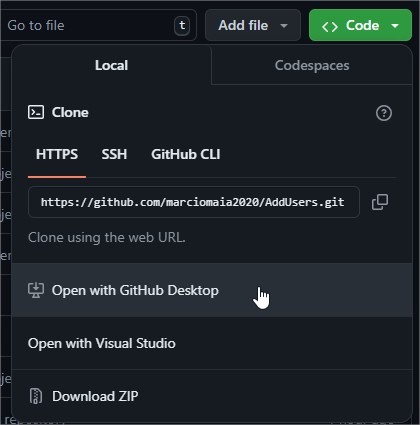 Go to file t Add file Code
Local Codespaces
Clone
HTTPS SSH GitHub CLI
https://github.com/marciomaia2020/AddUsers.git
Clone using the web URL.
Open with GitHub Desktop
Open with Visual Studio
Download ZIP
repository